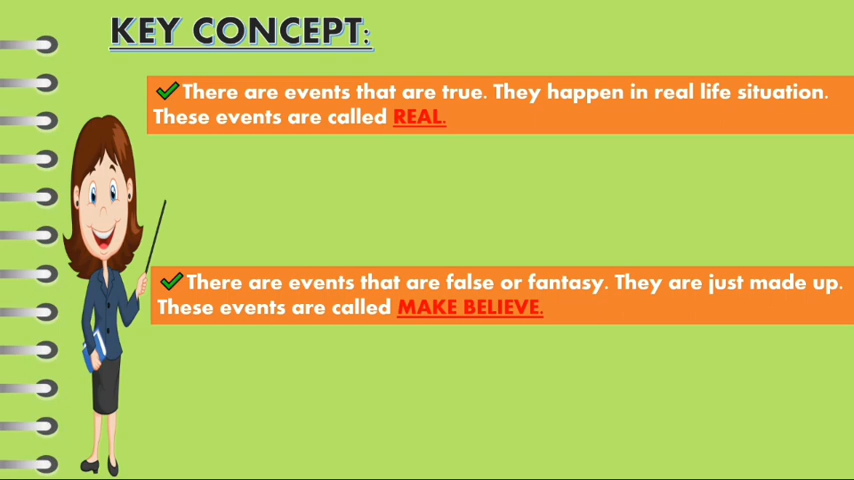 KEY CONCEPT:
There are events that are true. They happen in real life situation.
These events are called REAL.
There are events that are false or fantasy. They are just made up.
These events are called MAKE BELIEVE.